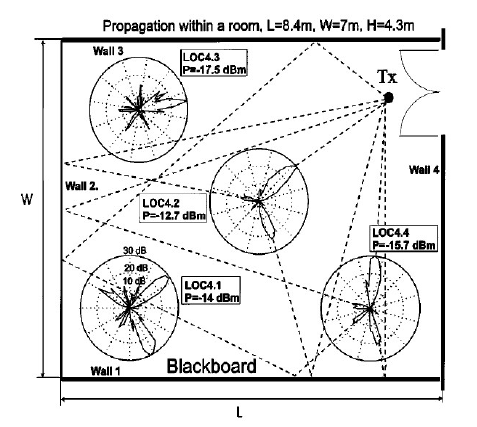 Propagation within a room, L=8.4m, W=7m, H=4.3m
Wall 3
LOC4.3
P=-17.5 dBm
Tx
Wall 4
W
Wall 2.
LOC4.2
P=-12.7 dBm
LOC4.4
P=-15.7 dBm
30 dB
20 dB
10 dB
LOC4.1
P=-14 dBm
Wall 1
Blackboard
L